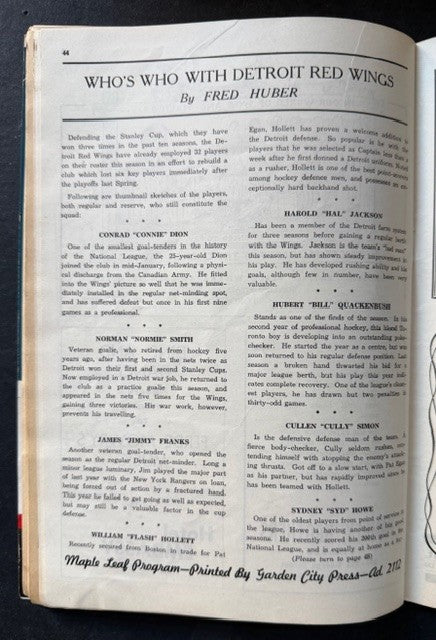 44
WHO'S WHO WITH DETROIT RED WINGS
By FRED HUBER
Defending the Stanley Cup, which they have
won three times in the past ten seasons, the De-
troit Red Wings have already employed 32 players
on their roster this season in an effort to rebuild a
club which lost six key players immediately after
the playoffs last Spring.
Following are thumbnail sketches of the players,
both regular and reserve, who still constitute the
squad:
* * *
CONRAD "CONNIE" DION
One of the smallest goal-tenders in the history
of the National League, the 25-year-old Dion
joined the club in mid-January, following a physi-
cal discharge from the Canadian Army. He fitted
into the Wings' picture so well that he was imme-
diately installed in the regular net-minding spot,
and has suffered defeat but once in his first nine
games as a professional.
* * *
NORMAN "NORMIE" SMITH
Veteran goalie, who retired from hockey five
years ago, after having been in the nets twice as
Detroit won their first and second Stanley Cups.
Now employed in a Detroit war job, he returned to
the club as a practice goalie this season, and
appeared in the nets five times for the Wings,
gaining three victories. His war work, however,
prevents his travelling.
* * *
JAMES "JIMMY" FRANKS
Another veteran goal-tender, who opened the season
as the regular Detroit net-minder. Long a
minor league luminary, Jim played the major part
of last year with the New York Rangers on loan,
being forced out of action by a fractured hand.
This year he failed to get going as well as expected,
but may still be a valuable factor in the cup
defense.
* * *
WILLIAM "FLASH" HOLLETT
Recently secured from Boston in trade for Pat
Egan, Hollett has proven a welcome addition to
the Detroit defense. So popular is he with the
players that he was selected as Captain less than a
week after he first donned a Detroit uniform. Noted
as a rusher, Hollett is one of the best point-
among hockey defense men, and possesses an ex-
ceptionally hard backhand shot.
* * *
HAROLD "HAL" JACKSON
Has been a member of the Detroit farm system
for three seasons before gaining a regular berth
with the Wings. Jackson is the team's "bad man"
this season, but has shown steady improvement in
his play. He has developed rushing ability and his
goals, although few in number, have been very
valuable.
* * *
HUBERT "BILL" QUACKENBUSH
Stands as one of the finds of the season. In his
second year of professional hockey, this Island To-
ronto boy is developing into an outstanding poke-
checker. He started the year as a centre, but was
soon returned to his regular defense position. Last
season a broken hand thwarted his bid for a
major league berth, but his play this year indi-
cates complete recovery. One of the league's clean-
est players, he has drawn but two penalties in
thirty-odd games.
* * *
CULLEN "CULLY" SIMON
Is the defensive defense man of the team. A
fierce body-checker, Cully seldom rushes, con-
tending himself with stopping the enemy's attack-
ing thrusts. Got off to a slow start, with Pat Egan
as his partner, but has rapidly improved since he
has been teamed with Hollett.
* * *
SYDNEY "SYD" HOWE
One of the oldest players from point of service in
the league, Howe is having another of his good
seasons. He recently scored his 200th goal in the
National League, and is equally at home as a
(Please turn to page 48)
Maple Leaf Program—Printed By Garden City Press—Ad. 2112